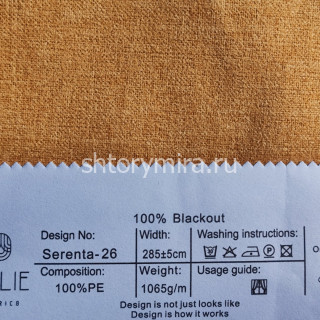 shtorymira.ru
100% Blackout
Design No: Width: Washing instructions:
Serenta-26 285±5cm
Composition: Weight: Usage guide:
100%PE 1065g/m
Design is not just looks like
Design is how it works